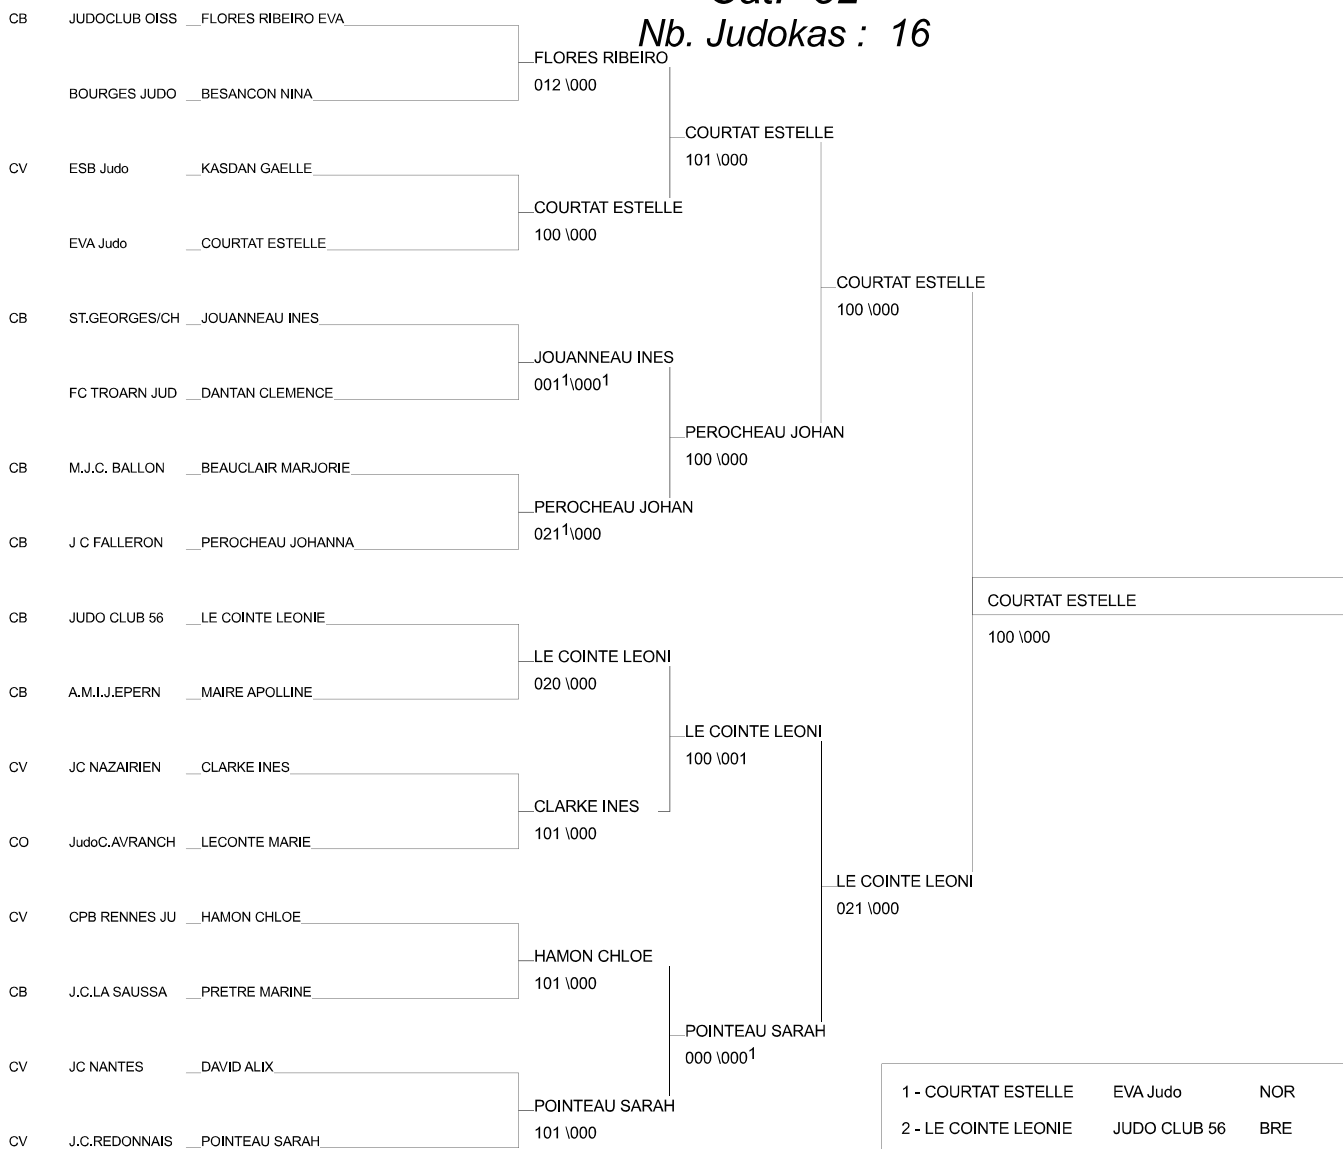 Nb. Judokas : 16
CB JUDOCLUB OISS FLORES RIBEIRO EVA
FLORES RIBEIRO
012 \000
BOURGES JUDO BESANCON NINA
COURTAT ESTELLE
101 \000
CV ESB Judo KASDAN GAELLE
COURTAT ESTELLE
100 \000
EVA Judo COURTAT ESTELLE
COURTAT ESTELLE
100 \000
CB ST.GEORGES/CH JOUANNEAU INES
JOUANNEAU INES
001¹\000¹
FC TROARN JUD DANTAN CLEMENCE
PEROCHEAU JOHAN
100 \000
CB M.J.C. BALLON BEAUCLAIR MARJORIE
PEROCHEAU JOHAN
021¹\000
CB J C FALLERON PEROCHEAU JOHANNA
COURTAT ESTELLE
100 \000
CB JUDO CLUB 56 LE COINTE LEONIE
LE COINTE LEONI
020 \000
CB A.M.I.J.EPERN MAIRE APOLLINE
LE COINTE LEONI
100 \001
CV JC NAZAIRIEN CLARKE INES
CLARKE INES
101 \000
CO JudoC.AVRANCH LECONTE MARIE
LE COINTE LEONI
021 \000
CV CPB RENNES JU HAMON CHLOE
HAMON CHLOE
101 \000
CB J.C.LA SAUSSA PRETRE MARINE
POINTEAU SARAH
000 \000¹
CV JC NANTES DAVID ALIX
POINTEAU SARAH
101 \000
CV J.C.REDONNAIS POINTEAU SARAH
1 - COURTAT ESTELLE EVA Judo NOR
2 - LE COINTE LEONIE JUDO CLUB 56 BRE